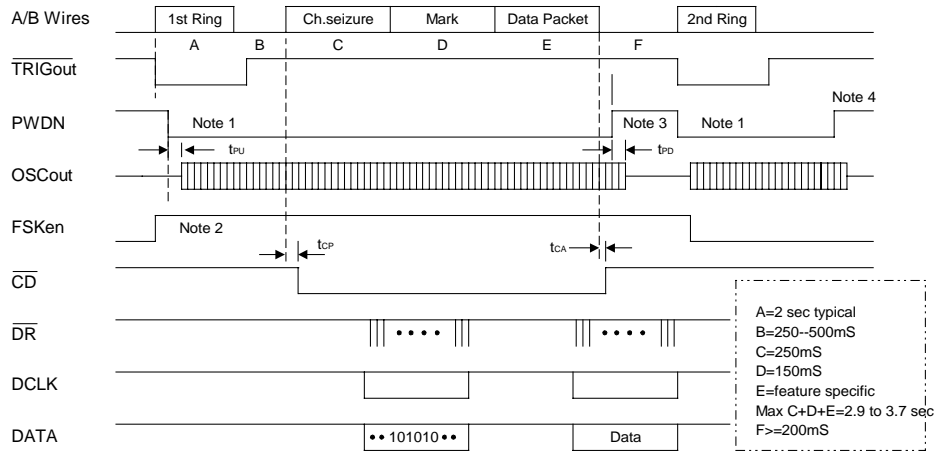 A/B Wires 1st Ring Ch.seizure Mark Data Packet 2nd Ring
A B C D E F
TRIGout
Note 4
PWDN Note 1 Note 3 Note 1
tPU tPD
OSCout
FSKen Note 2
tCP tCA
CD
DR
DCLK
DATA ••101010•• Data
A=2 sec typical
B=250--500mS
C=250mS
D=150mS
E=feature specific
Max C+D+E=2.9 to 3.7 sec
F>=200mS